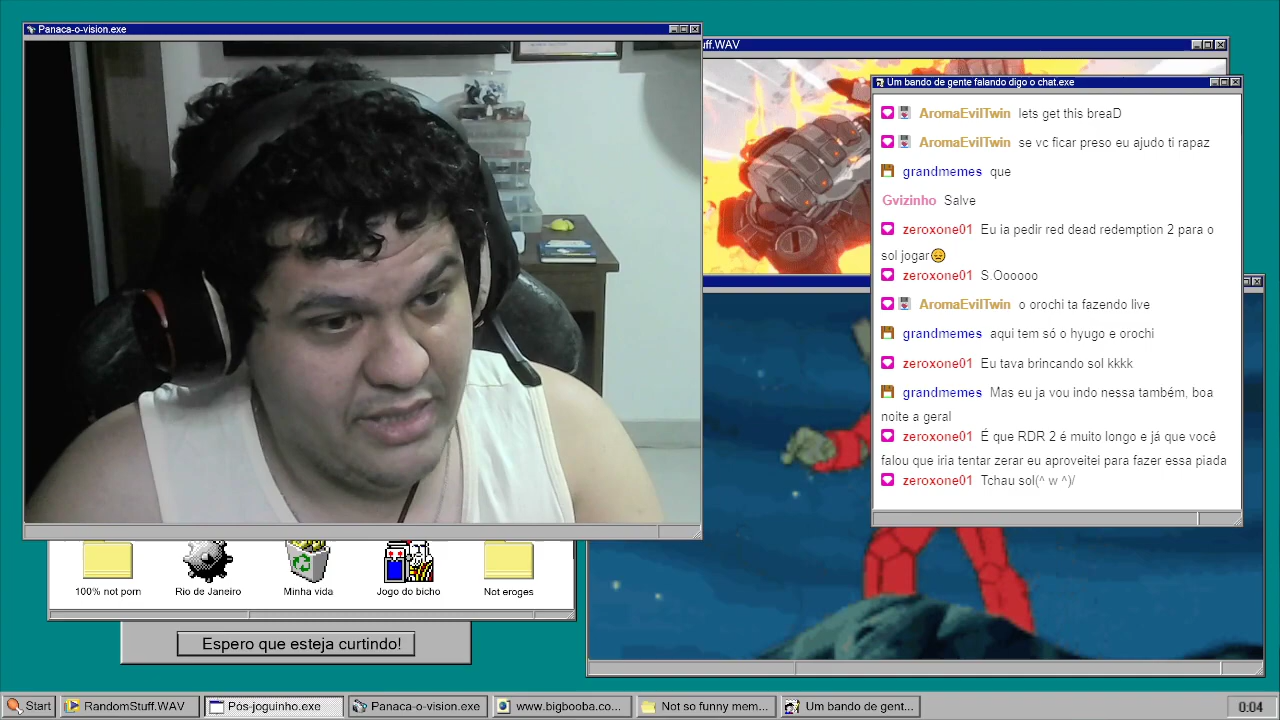 Panaca-o-vision.exe
uff.WAV
Um bando de gente falando digo o chat.exe
AromaEvilTwin lets get this breaD
AromaEvilTwin se vc ficar preso eu ajudo ti rapaz
grandmemes que
Gvizinho Salve
zeroxone01 Eu ia pedir red dead redemption 2 para o
sol jogar😔
zeroxone01 S.Oooooo
AromaEvilTwin o orochi ta fazendo live
grandmemes aqui tem só o hyugo e orochi
zeroxone01 Eu tava brincando sol kkkk
grandmemes Mas eu ja vou indo nessa também, boa
noite a geral
zeroxone01 É que RDR 2 é muito longo e já que você
falou que iria tentar zerar eu aproveitei para fazer essa piada
zeroxone01 Tchau sol(^ w ^)/
100% not porn
Rio de Janeiro
Minha vida
Jogo do bicho
Not eroges
Espero que esteja curtindo!
Start
randomStuff.WAV
Pós-joguinho.exe
Panaca-o-vision.exe
www.bigbooba.co...
Not so funny mem...
Um bando de gent...
0:04